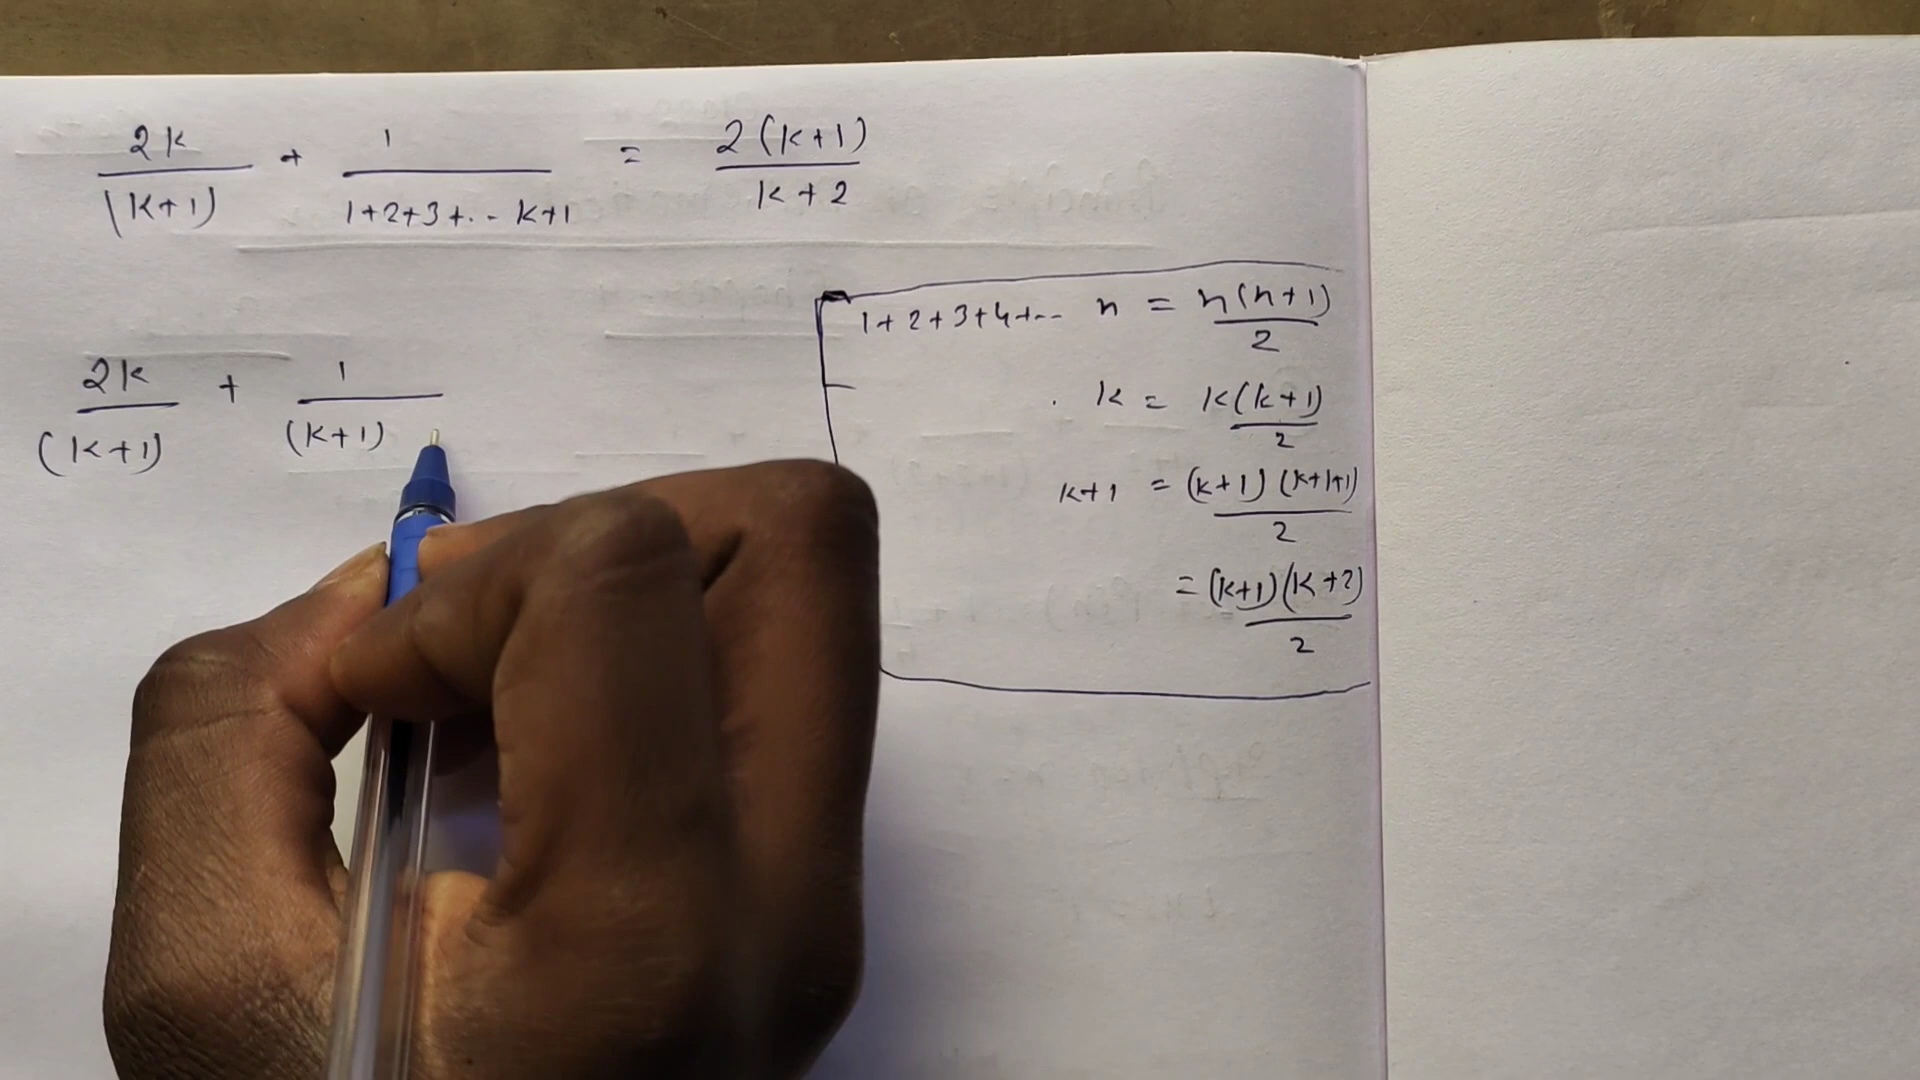 2k/(k+1) + 1/1+2+3+.. k+1 = 2(k+1)/k+2
1+2+3+4+-- n = n(n+1)/2
. k = k(k+1)/2
k+1 = (k+1)(k+1+1)/2
= (k+1)(k+2)/2
2k/(k+1) + 1/(k+1)